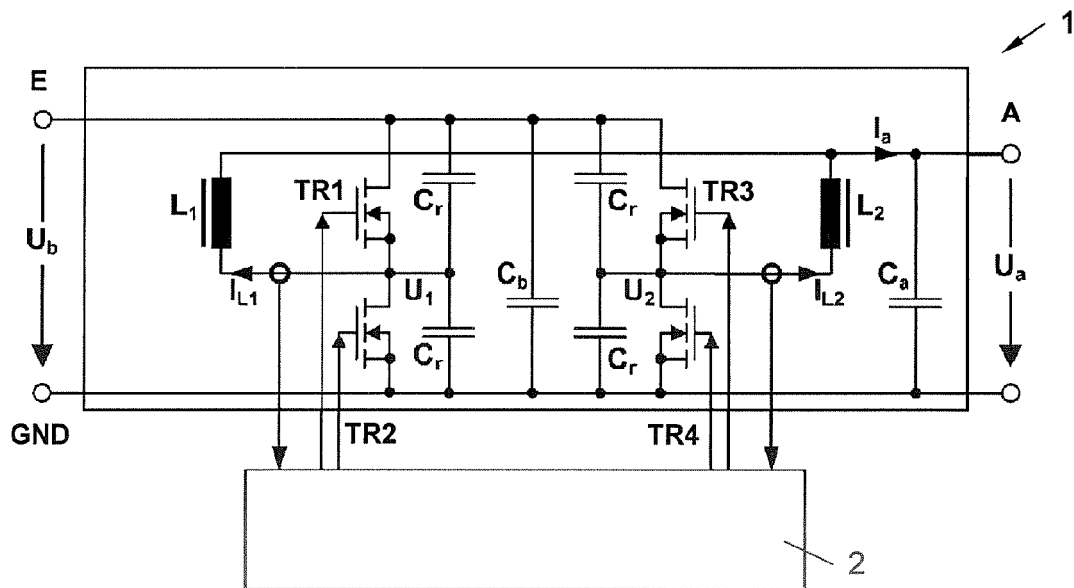 1
E
A
I_a
TR1
C_r
C_r
TR3
L_1
L_2
U_b
C_b
U_a
I_L1
U_1
U_2
I_L2
C_a
C_r
C_r
GND
TR2
TR4
2